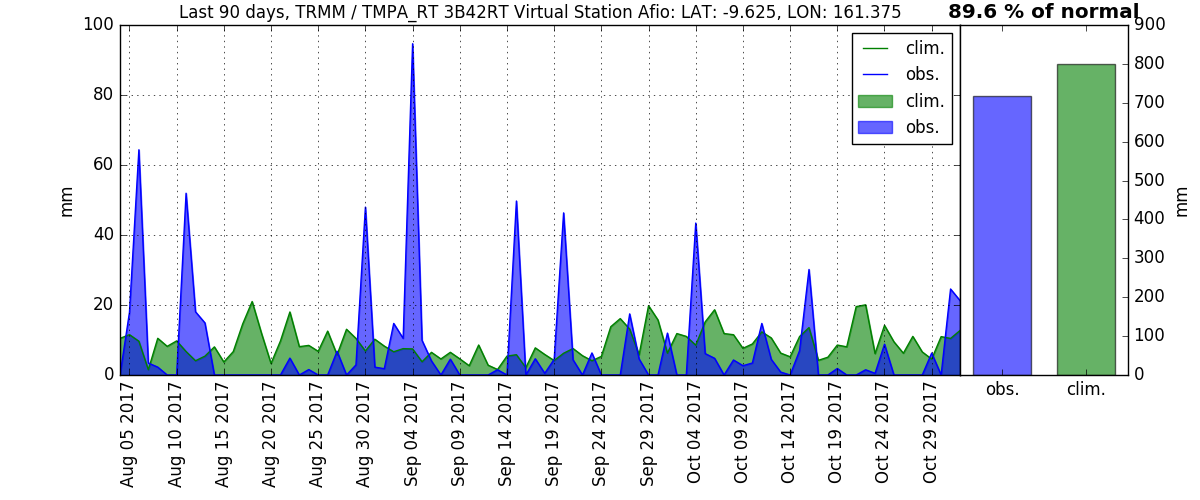 Last 90 days, TRMM / TMPA_RT 3B42RT Virtual Station Afio: LAT: -9.625, LON: 161.375
89.6 % of normal
100
80
60
40
20
0
mm
clim.
obs.
clim.
obs.
Aug 05 2017
Aug 10 2017
Aug 15 2017
Aug 20 2017
Aug 25 2017
Aug 30 2017
Sep 04 2017
Sep 09 2017
Sep 14 2017
Sep 19 2017
Sep 24 2017
Sep 29 2017
Oct 04 2017
Oct 09 2017
Oct 14 2017
Oct 19 2017
Oct 24 2017
Oct 29 2017
900
800
700
600
500
400
300
200
100
0
mm
obs.
clim.